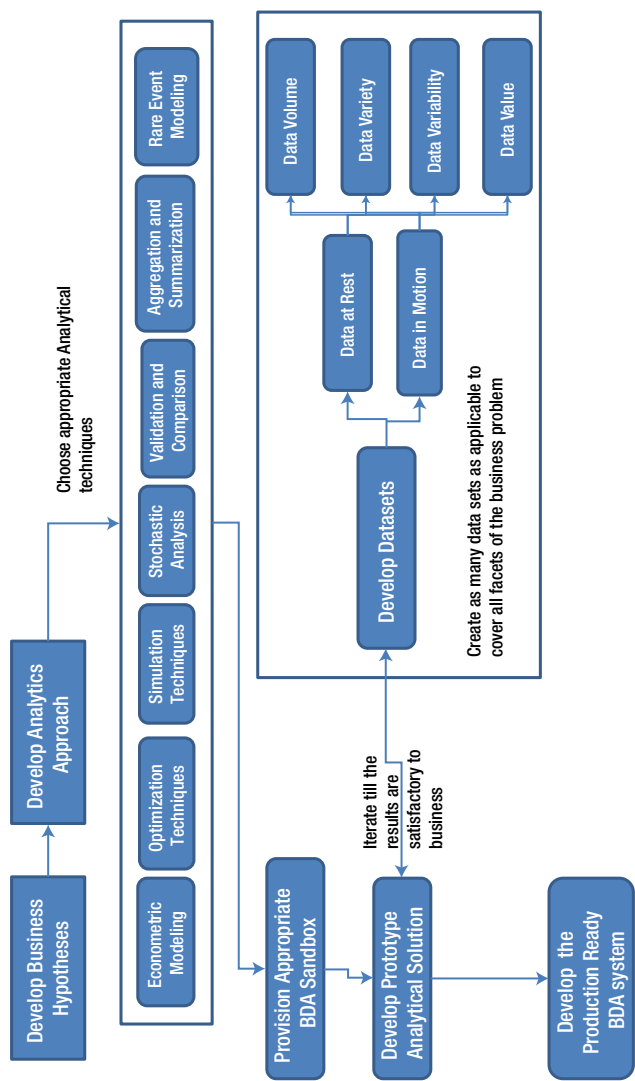 Develop Business
Hypotheses
Develop Analytics
Approach
Choose appropriate Analytical
techniques
Econometric
Modeling
Optimization
Techniques
Simulation
Techniques
Stochastic
Analysis
Validation and
Comparison
Aggregation and
Summarization
Rare Event
Modeling
Provision Appropriate
BDA Sandbox
Develop Prototype
Analytical Solution
Iterate till the
results are
satisfactory to
business
Develop Datasets
Data at Rest
Data in Motion
Data Volume
Data Variety
Data Variability
Data Value
Create as many data sets as applicable to
cover all facets of the business problem
Develop the
Production Ready
BDA system